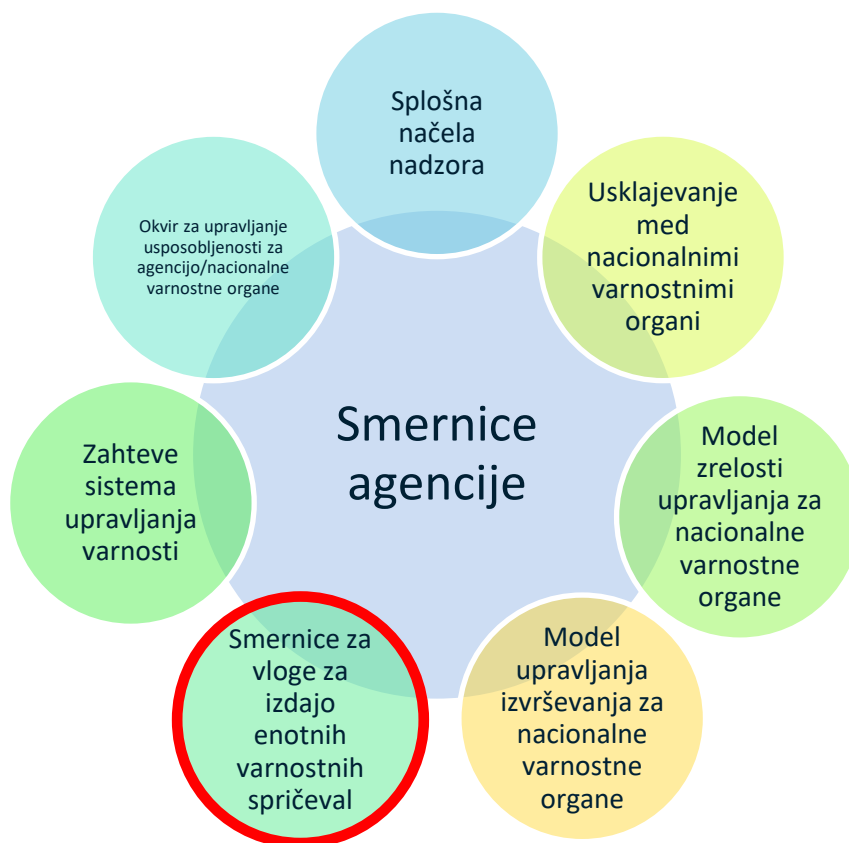 Splošna
načela
nadzora
Usklajevanje
med
nacionalnimi
varnostnimi
organi
Okvir za upravljanje
usposobljenosti za
agencijo/nacionalne
varnostne organe
Smernice
agencije
Model
zrelosti
upravljanja za
nacionalne
varnostne
organe
Zahteve
sistema
upravljanja
varnosti
Model
upravljanja
izvrševanja za
nacionalne
varnostne
organe
Smernice za
vloge za
izdajo
enotnih
varnostnih
spričeval